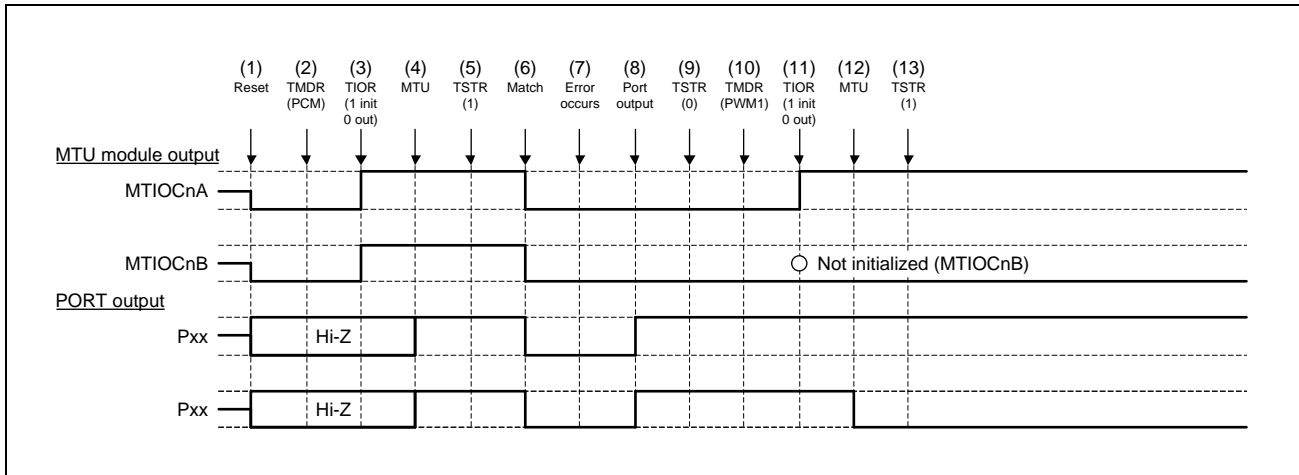 (1) (2) (3) (4) (5) (6) (7) (8) (9) (10) (11) (12) (13)
Reset TMDR TIOR MTU TSTR Match Error Port TSTR TMDR TIOR MTU TSTR
(PCM) (1 init (1) occurs output (0) (PWM1) (1 init (1)
0 out) 0 out)
MTU module output
MTIOCnA
MTIOCnB Not initialized (MTIOCnB)
PORT output
Pxx Hi-Z
Pxx Hi-Z